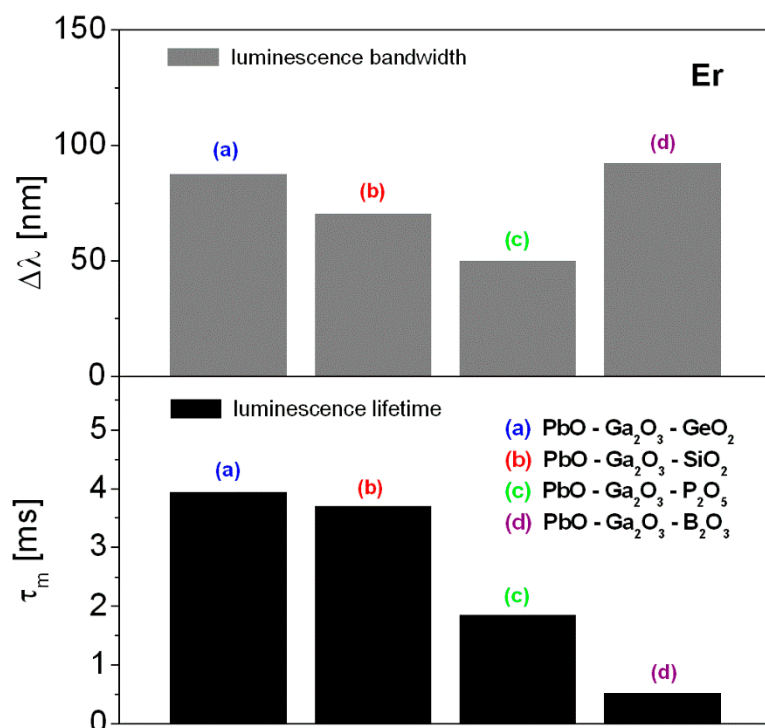 150
luminescence bandwidth
Er
100
(a)
(b)
(c)
(d)
50
0
Δλ [nm]
luminescence lifetime
5
4
3
2
1
0
τₘ [ms]
(a)
(b)
(c)
(d)
(a) PbO - Ga₂O₃ - GeO₂
(b) PbO - Ga₂O₃ - SiO₂
(c) PbO - Ga₂O₃ - P₂O₅
(d) PbO - Ga₂O₃ - B₂O₃